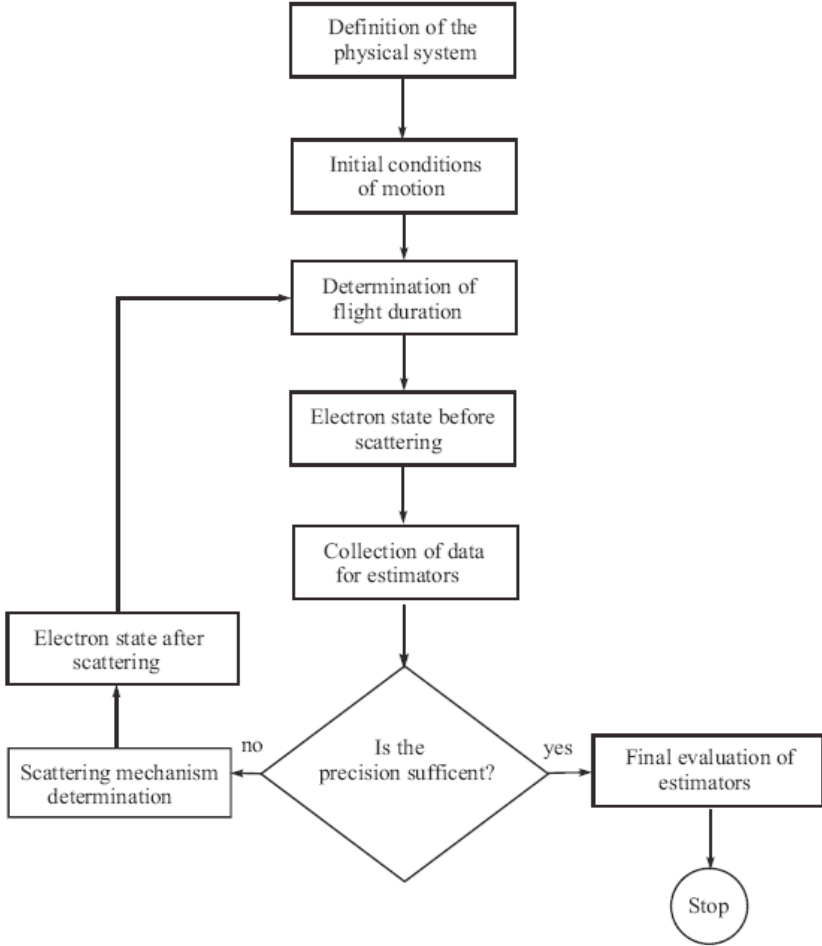 Definition of the
physical system
Initial conditions
of motion
Determination of
flight duration
Electron state before
scattering
Collection of data
for estimators
Electron state after
scattering
Scattering mechanism
determination
no
Is the
precision sufficent?
yes
Final evaluation of
estimators
Stop